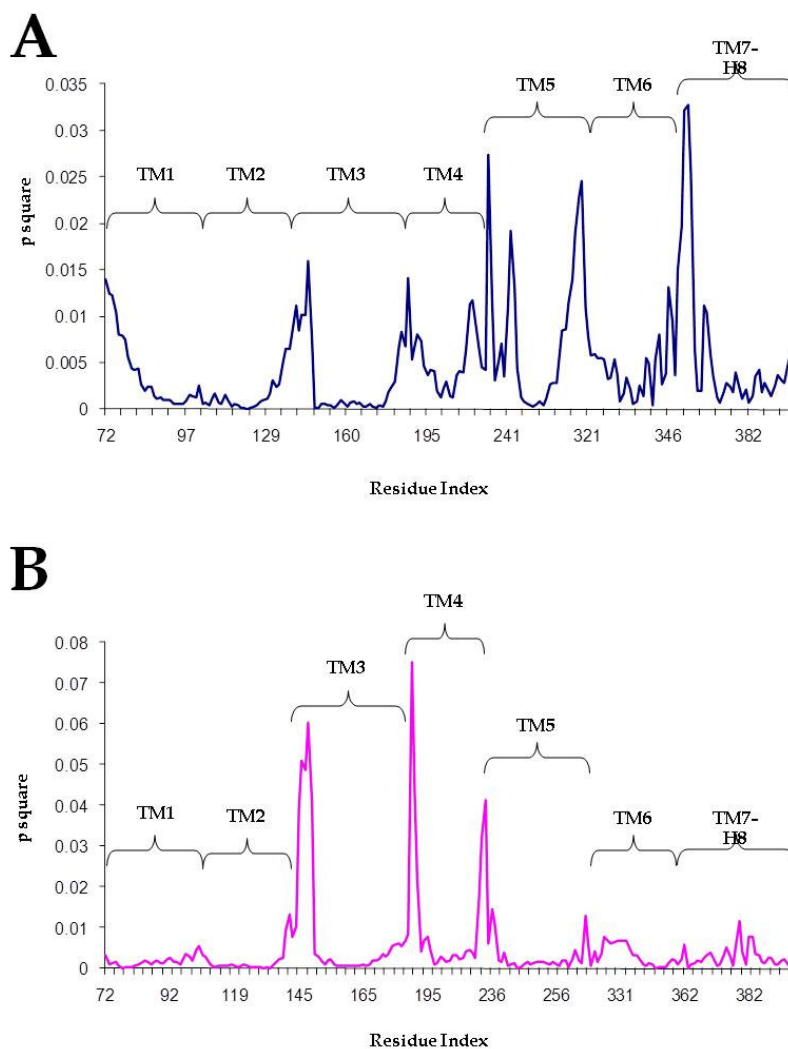 A
TM7-
H8
0.035
TM5
TM6
0.03
0.025
TM1
TM2
TM3
TM4
0.02
p square
0.015
0.01
0.005
0
72 97 129 160 195 241 321 346 382
Residue Index
B
TM4
0.08
0.07
TM3
0.06
TM5
0.05
p square
0.04
TM1
TM2
TM6
TM7-
H8
0.03
0.02
0.01
0
72 92 119 145 165 195 236 256 331 362 382
Residue Index